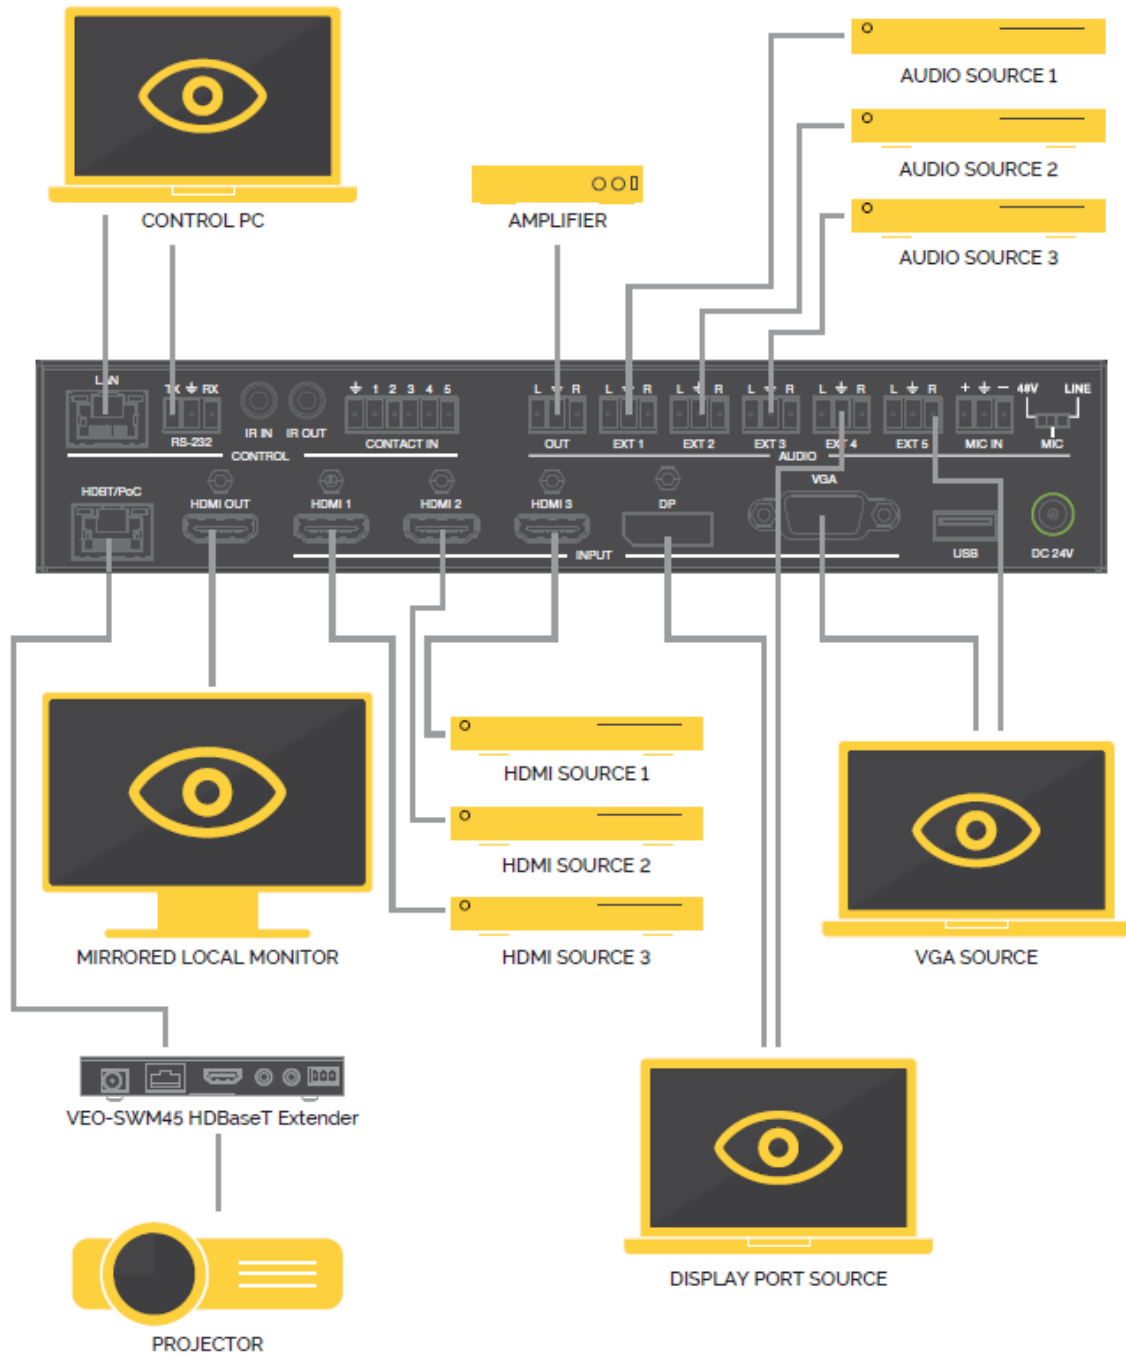 AUDIO SOURCE 1
AUDIO SOURCE 2
AUDIO SOURCE 3
CONTROL PC
AMPLIFIER
LAN
TX RX
RS-232
IR IN IR OUT
1 2 3 4 5
CONTACT IN
CONTROL
L R L R L R L R L R L R + - 48V LINE
OUT EXT 1 EXT 2 EXT 3 EXT 4 EXT 5 MIC IN MIC
AUDIO
HDBT/PoC
HDMI OUT HDMI 1 HDMI 2 HDMI 3 DP VGA
INPUT
USB DC 24V
HDMI SOURCE 1
HDMI SOURCE 2
HDMI SOURCE 3
MIRRORED LOCAL MONITOR
VGA SOURCE
VEO-SWM45 HDBaseT Extender
DISPLAY PORT SOURCE
PROJECTOR